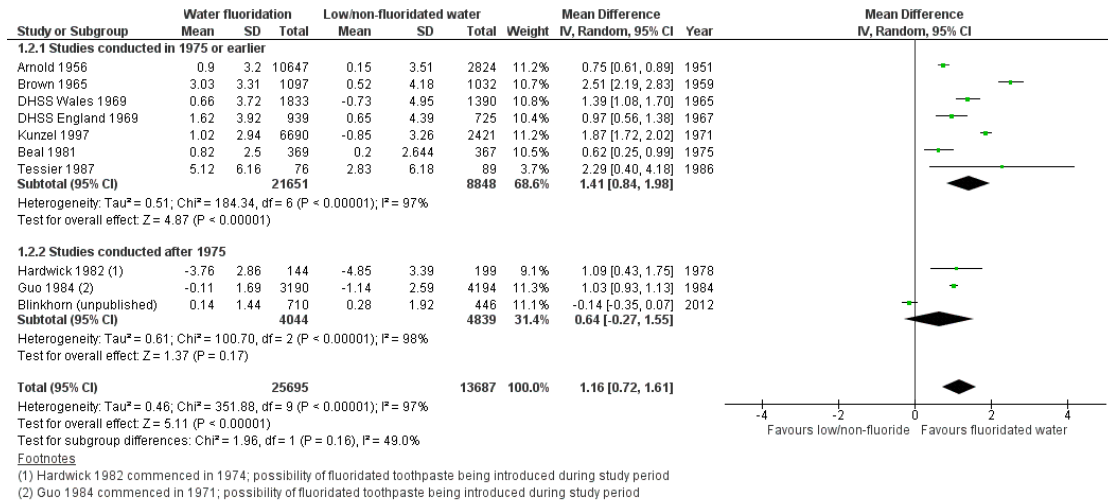 Water fluoridation Low/non-fluoridated water Mean Difference Mean Difference
Study or Subgroup Mean SD Total Mean SD Total Weight IV, Random, 95% CI Year IV, Random, 95% CI
1.2.1 Studies conducted in 1975 or earlier
Arnold 1956 0.9 3.2 10647 0.15 3.51 2824 11.2% 0.75 [0.61, 0.89] 1951
Brown 1965 3.03 3.31 1097 0.52 4.18 1032 10.7% 2.51 [2.19, 2.83] 1959
DHSS Wales 1969 0.66 3.72 1833 -0.73 4.95 1390 10.8% 1.39 [1.08, 1.70] 1965
DHSS England 1969 1.62 3.92 939 0.65 4.39 725 10.4% 0.97 [0.56, 1.38] 1967
Kunzel 1997 1.02 2.94 6690 -0.85 3.26 2421 11.2% 1.87 [1.72, 2.02] 1971
Beal 1981 0.82 2.5 369 0.2 2.644 367 10.6% 0.62 [0.25, 0.99] 1975
Tessier 1987 5.12 6.16 76 2.83 6.18 89 3.7% 2.29 [0.40, 4.18] 1986
Subtotal (95% CI) 21651 8848 68.6% 1.41 [0.84, 1.98]
Heterogeneity: Tau² = 0.51; Chi² = 184.34, df = 6 (P < 0.00001); I² = 97%
Test for overall effect: Z = 4.87 (P < 0.00001)
1.2.2 Studies conducted after 1975
Hardwick 1982 (1) -3.76 2.86 144 -4.85 3.39 199 9.1% 1.09 [0.43, 1.75] 1978
Guo 1984 (2) -0.11 1.69 3190 -1.14 2.59 4194 11.3% 1.03 [0.93, 1.13] 1984
Blinkhorn (unpublished) 0.14 1.44 710 0.28 1.92 446 11.1% -0.14 [-0.35, 0.07] 2012
Subtotal (95% CI) 4044 4839 31.4% 0.64 [-0.27, 1.55]
Heterogeneity: Tau² = 0.61; Chi² = 100.70, df = 2 (P < 0.00001); I² = 98%
Test for overall effect: Z = 1.37 (P = 0.17)
Total (95% CI) 25695 13687 100.0% 1.16 [0.72, 1.61]
Heterogeneity: Tau² = 0.46; Chi² = 351.88, df = 9 (P < 0.00001); I² = 97%
Test for overall effect: Z = 5.11 (P < 0.00001)
Test for subgroup differences: Chi² = 1.96, df = 1 (P = 0.16), I² = 49.0%
-4 -2 0 2 4
Favours low/non-fluoride Favours fluoridated water
Footnotes
(1) Hardwick 1982 commenced in 1974; possibility of fluoridated toothpaste being introduced during study period
(2) Guo 1984 commenced in 1971; possibility of fluoridated toothpaste being introduced during study period